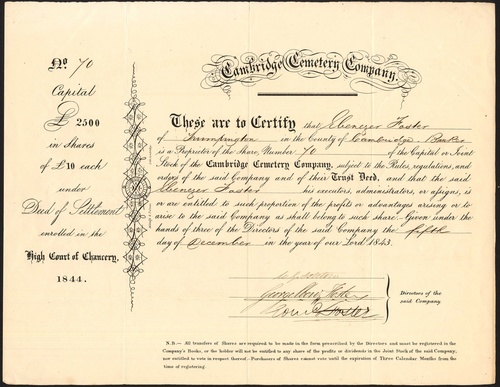 No. 70
Capital
£2500
in Shares
of £10 each
under
Deed of Settlement
enrolled in the
High Court of Chancery.
1844.
Cambridge Cemetery Company.
These are to Certify that Ebenezer Foster
of Trumpington in the County of Cambridge, Banker
is a Proprietor of the Share, Number 70 of the Capital or Joint
Stock of the Cambridge Cemetery Company, subject to the Rules, regulations, and
orders of the said Company and of their Trust Deed, and that the said
Ebenezer Foster his executors, administrators, or assigns, is
or are entitled to such proportion of the profits or advantages arising or to
arise to the said Company as shall belong to such share. Given under the
hands of three of the Directors of the said Company the fifth
day of December in the year of our Lord 1843.
Foster
Foster
Directors of the
said Company.
N.B.— All transfers of Shares are required to be made in the form prescribed by the Directors and must be registered in the
Company's Books, or the holder will not be entitled to any share of the profits or dividends in the Joint Stock of the said Company,
nor entitled to vote in respect thereof.—Purchasers of Shares cannot vote until the expiration of Three Calendar Months from the
time of registering.